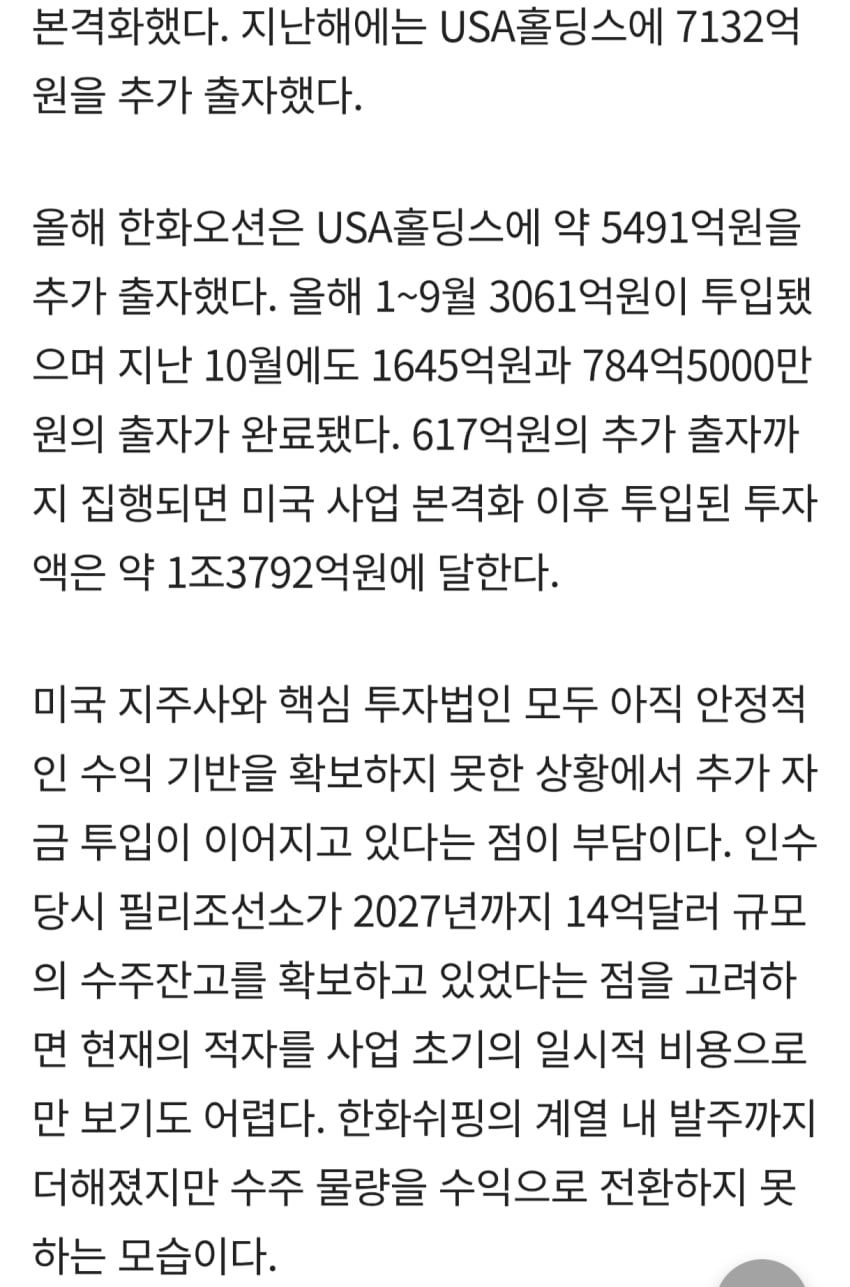 본격화했다. 지난해에는 USA홀딩스에 7132억
원을 추가 출자했다.
올해 한화오션은 USA홀딩스에 약 5491억원을
추가 출자했다. 올해 1~9월 3061억원이 투입됐
으며 지난 10월에도 1645억원과 784억5000만
원의 출자가 완료됐다. 617억원의 추가 출자까
지 집행되면 미국 사업 본격화 이후 투입된 투자
액은 약 1조3792억원에 달한다.
미국 지주사와 핵심 투자법인 모두 아직 안정적
인 수익 기반을 확보하지 못한 상황에서 추가 자
금 투입이 이어지고 있다는 점이 부담이다. 인수
당시 필리조선소가 2027년까지 14억달러 규모
의 수주잔고를 확보하고 있었다는 점을 고려하
면 현재의 적자를 사업 초기의 일시적 비용으로
만 보기도 어렵다. 한화쉬핑의 계열 내 발주까지
더해졌지만 수주 물량을 수익으로 전환하지 못
하는 모습이다.